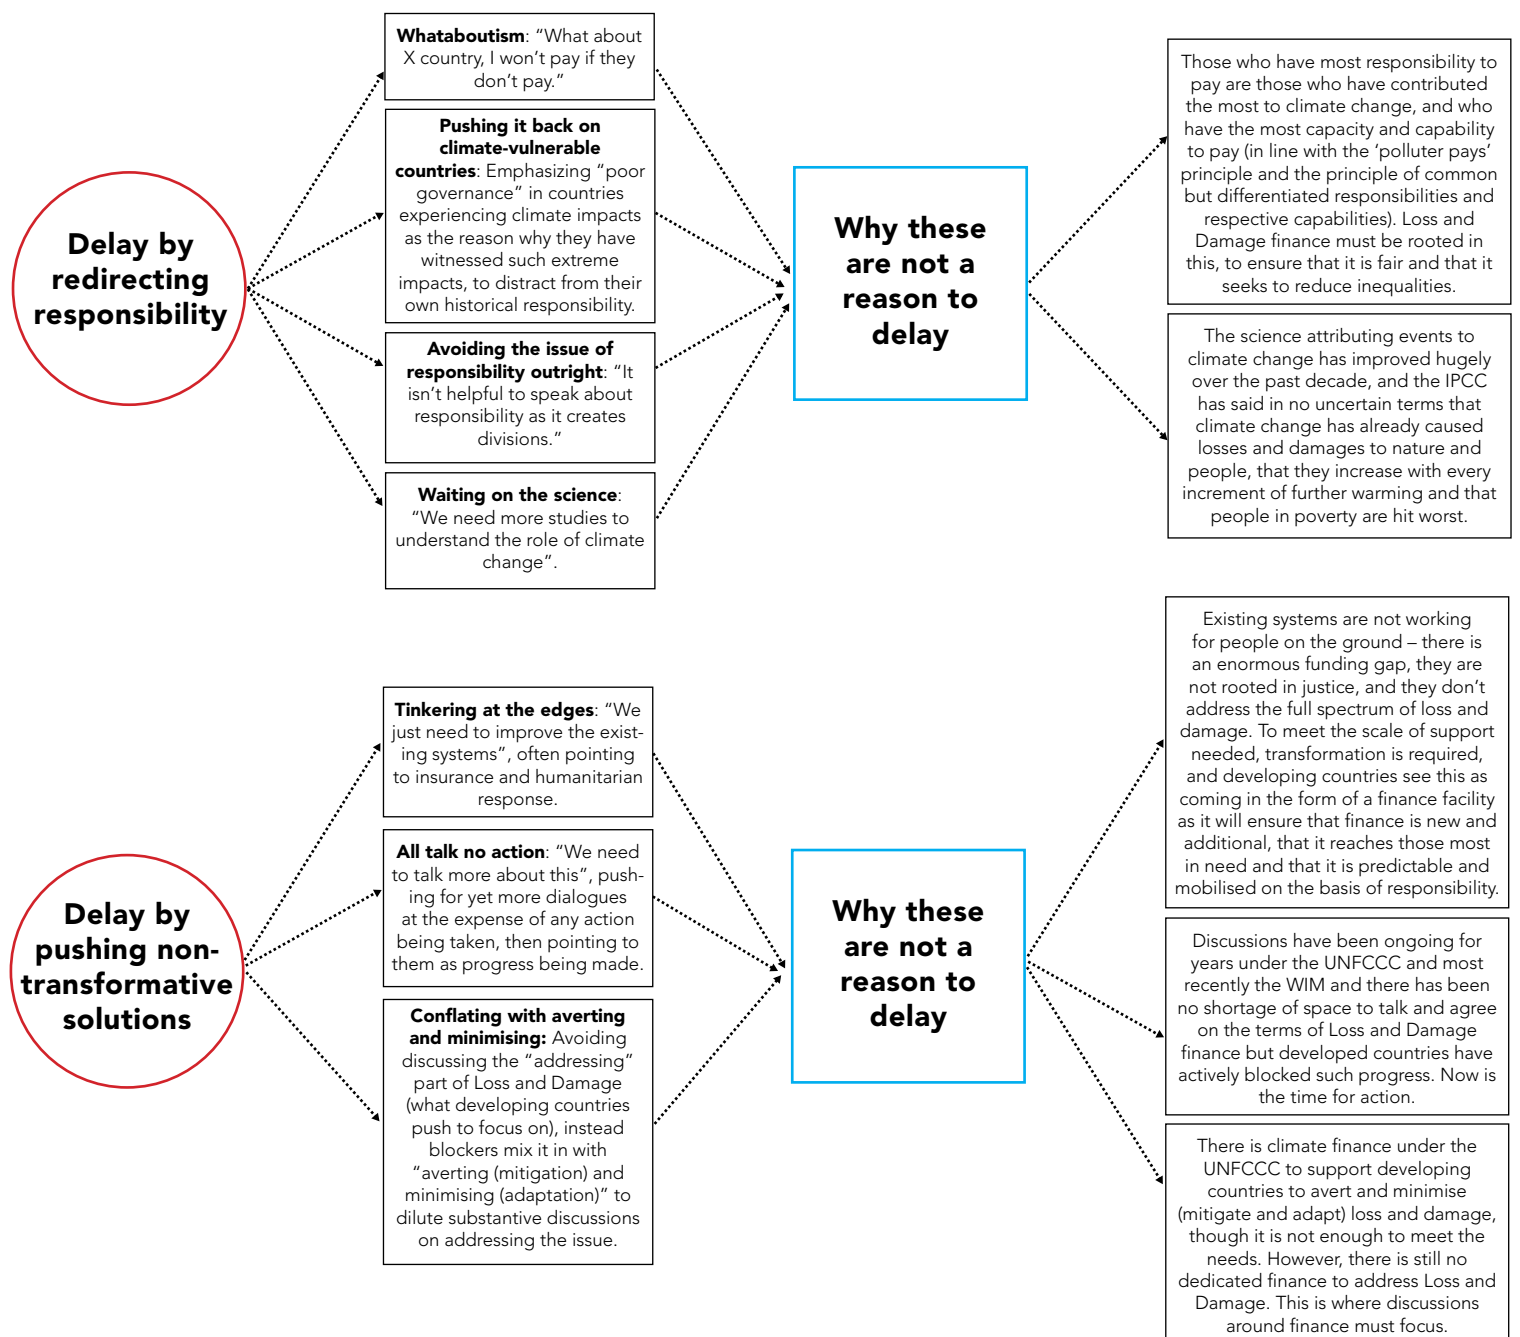 Delay by
redirecting
responsibility
Whataboutism: “What about
X country, I won’t pay if they
don’t pay.”
Pushing it back on
climate-vulnerable
countries: Emphasizing “poor
governance” in countries
experiencing climate impacts
as the reason why they have
witnessed such extreme
impacts, to distract from their
own historical responsibility.
Avoiding the issue of
responsibility outright: “It
isn’t helpful to speak about
responsibility as it creates
divisions.”
Waiting on the science:
“We need more studies to
understand the role of climate
change”.
Why these
are not a
reason to
delay
Those who have most responsibility to
pay are those who have contributed
the most to climate change, and who
have the most capacity and capability
to pay (in line with the ‘polluter pays’
principle and the principle of common
but differentiated responsibilities and
respective capabilities). Loss and
Damage finance must be rooted in
this, to ensure that it is fair and that it
seeks to reduce inequalities.
The science attributing events to
climate change has improved hugely
over the past decade, and the IPCC
has said in no uncertain terms that
climate change has already caused
losses and damages to nature and
people, that they increase with every
increment of further warming and that
people in poverty are hit worst.
Delay by
pushing non-
transformative
solutions
Tinkering at the edges: “We
just need to improve the exist-
ing systems”, often pointing
to insurance and humanitarian
response.
All talk no action: “We need
to talk more about this”, push-
ing for yet more dialogues
at the expense of any action
being taken, then pointing to
them as progress being made.
Conflating with averting
and minimising: Avoiding
discussing the “addressing”
part of Loss and Damage
(what developing countries
push to focus on), instead
blockers mix it in with
“averting (mitigation) and
minimising (adaptation)” to
dilute substantive discussions
on addressing the issue.
Why these
are not a
reason to
delay
Existing systems are not working
for people on the ground – there is
an enormous funding gap, they are
not rooted in justice, and they don’t
address the full spectrum of loss and
damage. To meet the scale of support
needed, transformation is required,
and developing countries see this as
coming in the form of a finance facility
as it will ensure that finance is new and
additional, that it reaches those most
in need and that it is predictable and
mobilised on the basis of responsibility.
Discussions have been ongoing for
years under the UNFCCC and most
recently the WIM and there has been
no shortage of space to talk and agree
on the terms of Loss and Damage
finance but developed countries have
actively blocked such progress. Now is
the time for action.
There is climate finance under the
UNFCCC to support developing
countries to avert and minimise
(mitigate and adapt) loss and damage,
though it is not enough to meet the
needs. However, there is still no
dedicated finance to address Loss and
Damage. This is where discussions
around finance must focus.